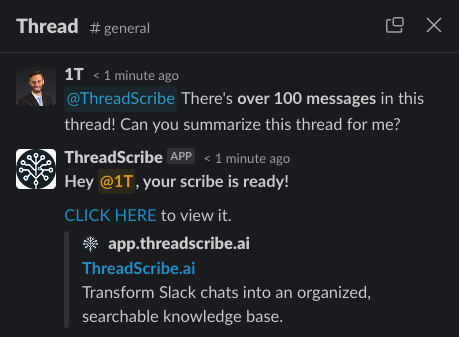 Thread # general
1T < 1 minute ago
@ThreadScribe There's over 100 messages in this
thread! Can you summarize this thread for me?
ThreadScribe APP < 1 minute ago
Hey @1T, your scribe is ready!
CLICK HERE to view it.
app.threadscribe.ai
ThreadScribe.ai
Transform Slack chats into an organized,
searchable knowledge base.